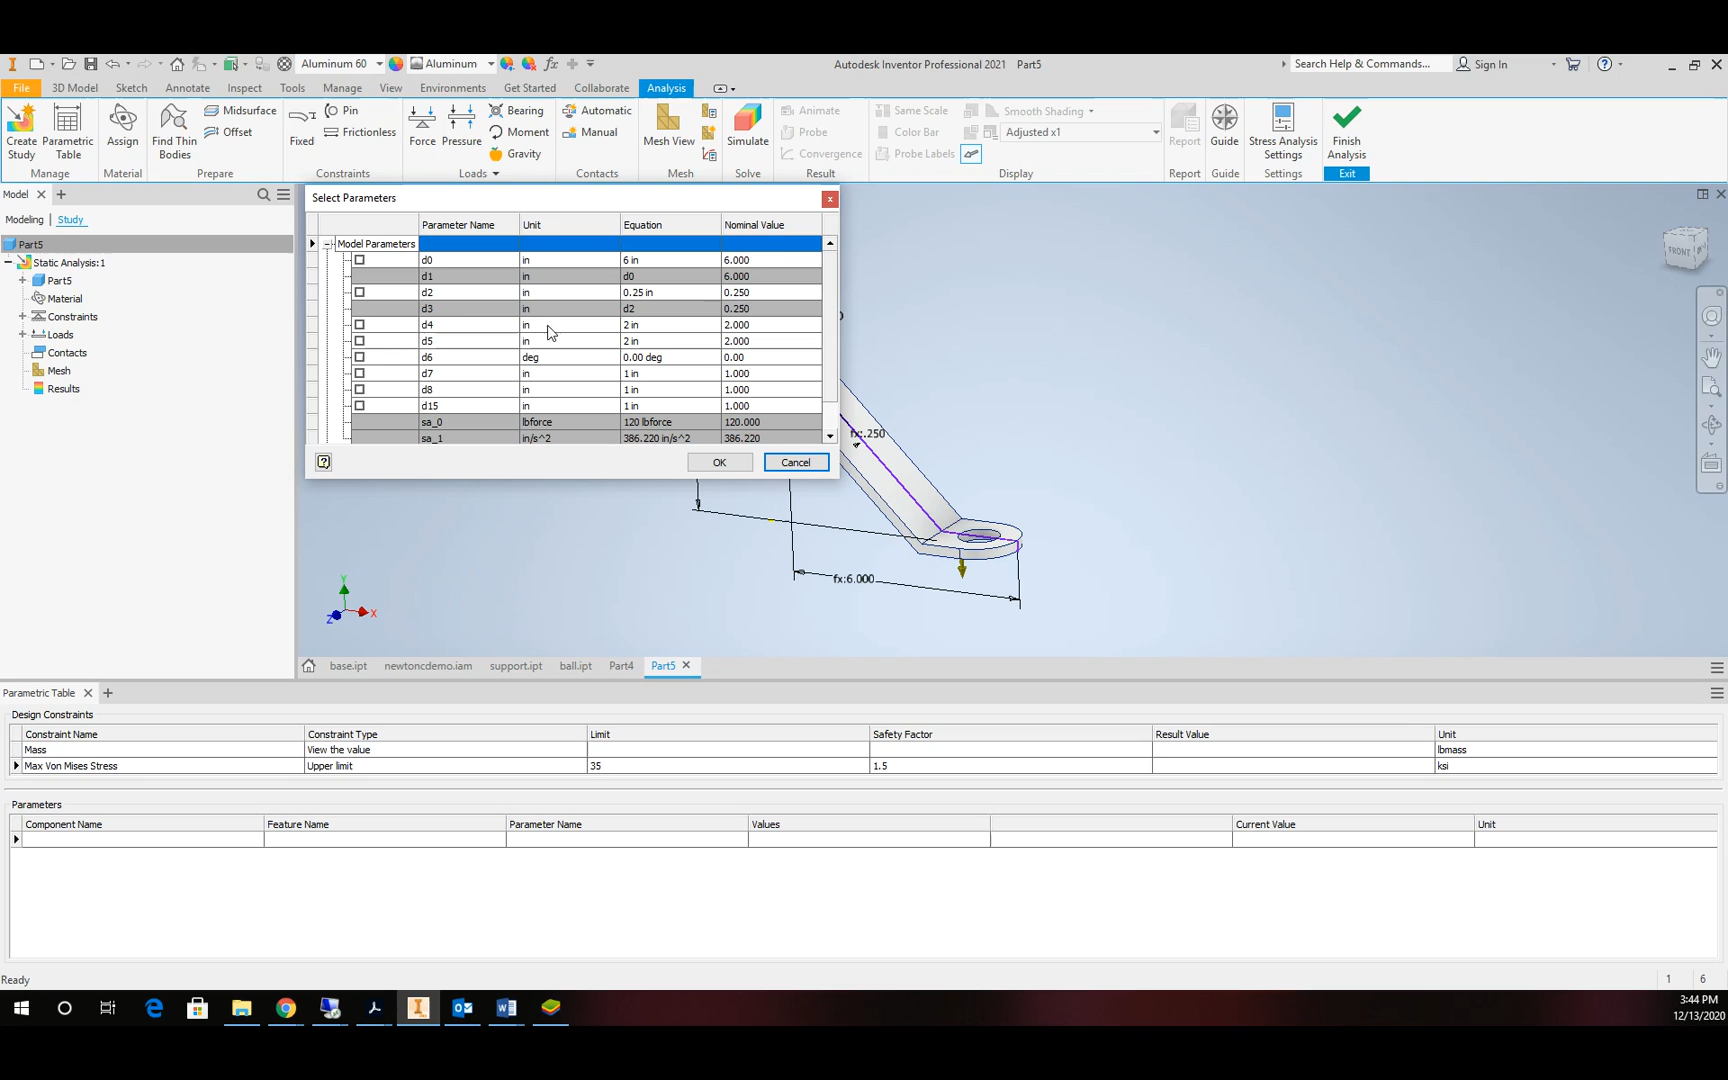 Aluminum 60 Aluminum Autodesk Inventor Professional 2021 Part5 Search Help & Commands... Sign In
File 3D Model Sketch Annotate Inspect Tools Manage View Environments Get Started Collaborate Analysis
Create Study Parametric Table Assign Find Thin Bodies Midsurface Offset Fixed Pin Frictionless Force Pressure Bearing Moment Gravity Automatic Manual Mesh View Simulate Animate Probe Convergence Same Scale Color Bar Probe Labels Smooth Shading Adjusted x1 Report Guide Stress Analysis Settings Finish Analysis
Manage Material Prepare Constraints Loads Contacts Mesh Solve Result Display Report Guide Settings Exit
Model
Modeling Study
Part5
Static Analysis:1
Part5
Material
Constraints
Loads
Contacts
Mesh
Results
Select Parameters
Parameter Name Unit Equation Nominal Value
Model Parameters
d0 in 6 in 6.000
d1 in d0 6.000
d2 in 0.25 in 0.250
d3 in d2 0.250
d4 in 2 in 2.000
d5 in 2 in 2.000
d6 deg 0.00 deg 0.00
d7 in 1 in 1.000
d8 in 1 in 1.000
d15 in 1 in 1.000
sa_0 lbforce 120 lbforce 120.000
sa_1 in/s^2 386.220 in/s^2 386.220
OK Cancel
FRONT
fx:.250
fx:6.000
Y
Z X
base.ipt newtoncdemo.iam support.ipt ball.ipt Part4 Part5
Parametric Table
Design Constraints
Constraint Name Constraint Type Limit Safety Factor Result Value Unit
Mass View the value lbmass
Max Von Mises Stress Upper limit 35 1.5 ksi
Parameters
Component Name Feature Name Parameter Name Values Current Value Unit
Ready 1 6
3:44 PM
12/13/2020